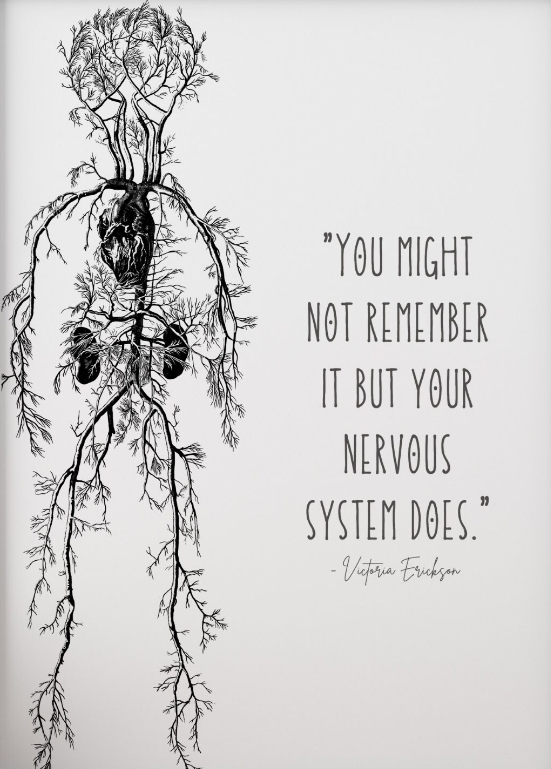 ”YOU MIGHT
NOT REMEMBER
IT BUT YOUR
NERVOUS
SYSTEM DOES.”
- Victoria Erickson